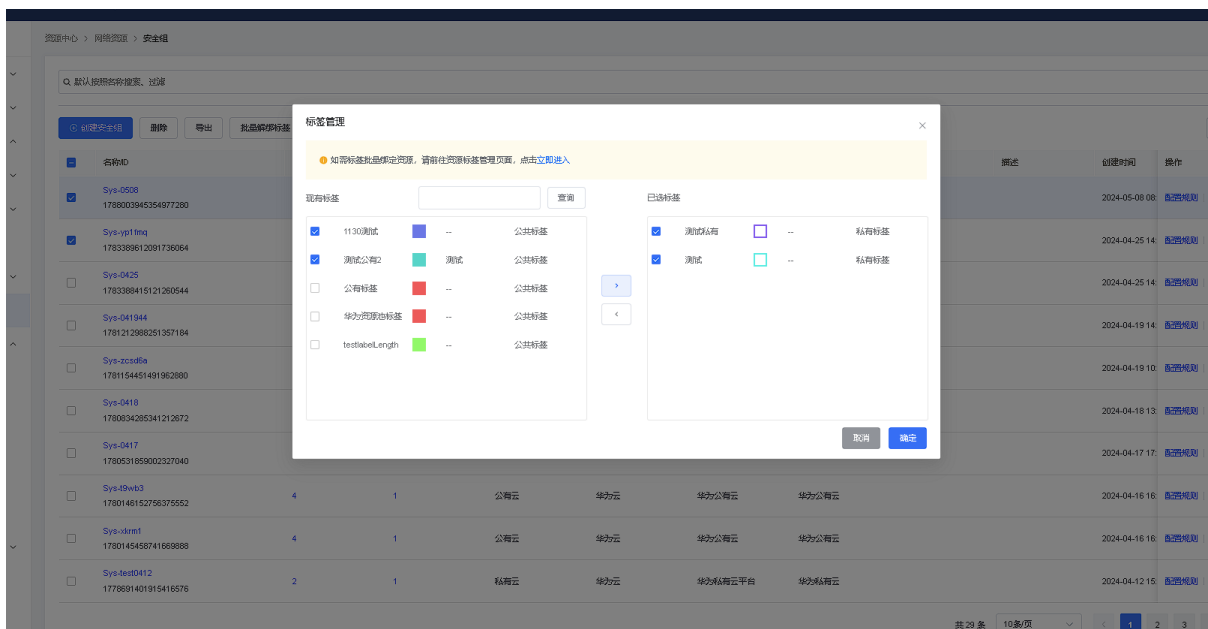 资源中心 > 网络资源 > 安全组
默认按照名称搜索、过滤
创建安全组 删除 导出 批量解绑标签
名称/ID 描述 创建时间 操作
Sys-0508
1788003945354977280 2024-05-08 08: 配置规则
Sys-yp1fmq
1783389612091736064 2024-04-25 14: 配置规则
Sys-0425
1783388415121260544 2024-04-25 14: 配置规则
Sys-041944
1781212988251357184 2024-04-19 14: 配置规则
Sys-zcsd6a
1781154451491962880 2024-04-19 10: 配置规则
Sys-0418
1780834285341212672 2024-04-18 13: 配置规则
Sys-0417
1780531859002327040 2024-04-17 17: 配置规则
Sys-t9wb3
1780146152756375552 4 1 公有云 华为云 华为公有云 华为公有云 2024-04-16 16: 配置规则
Sys-xkrm1
1780145458741669888 4 1 公有云 华为云 华为公有云 华为公有云 2024-04-16 16: 配置规则
Sys-test0412
1778691401915416576 2 1 私有云 华为云 华为私有云平台 华为私有云 2024-04-12 15: 配置规则
共 29 条 10条/页 1 2 3
标签管理
如需标签批量绑定资源，请前往资源标签管理页面，点击立即进入
现有标签 查询 已选标签
1130测试 -- 公共标签
测试公有2 测试 公共标签
公有标签 -- 公共标签
华为资源池标签 -- 公共标签
testlabelLength -- 公共标签
测试私有 -- 私有标签
测试 -- 私有标签
取消 确定